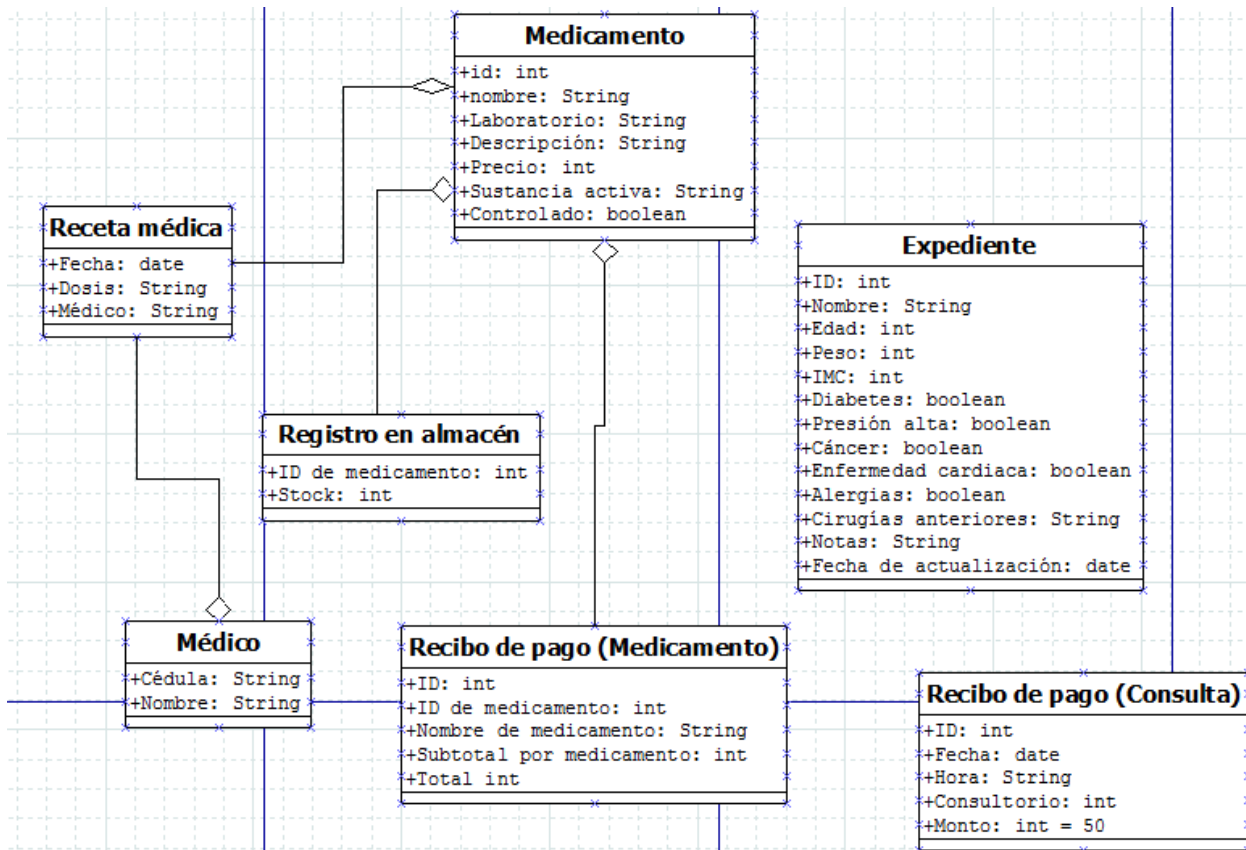 Medicamento
+id: int
+nombre: String
+Laboratorio: String
+Descripción: String
+Precio: int
+Sustancia activa: String
+Controlado: boolean
Receta médica
+Fecha: date
+Dosis: String
+Médico: String
Expediente
+ID: int
+Nombre: String
+Edad: int
+Peso: int
+IMC: int
+Diabetes: boolean
+Presión alta: boolean
+Cáncer: boolean
+Enfermedad cardiaca: boolean
+Alergias: boolean
+Cirugías anteriores: String
+Notas: String
+Fecha de actualización: date
Registro en almacén
+ID de medicamento: int
+Stock: int
Médico
+Cédula: String
+Nombre: String
Recibo de pago (Medicamento)
+ID: int
+ID de medicamento: int
+Nombre de medicamento: String
+Subtotal por medicamento: int
+Total int
Recibo de pago (Consulta)
+ID: int
+Fecha: date
+Hora: String
+Consultorio: int
+Monto: int = 50